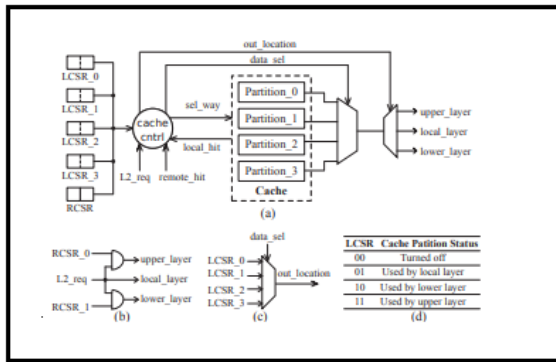 out_location
data_sel
LCSR_0
LCSR_1
LCSR_2
LCSR_3
RCSR
cache
cntrl
sel_way
local_hit
L2_req
remote_hit
Partition_0
Partition_1
Partition_2
Partition_3
Cache
upper_layer
local_layer
lower_layer
(a)
RCSR_0
L2_req
RCSR_1
upper_layer
local_layer
lower_layer
(b)
data_sel
LCSR_0
LCSR_1
LCSR_2
LCSR_3
out_location
(c)
LCSR Cache Patition Status
00 Turned off
01 Used by local layer
10 Used by lower layer
11 Used by upper layer
(d)